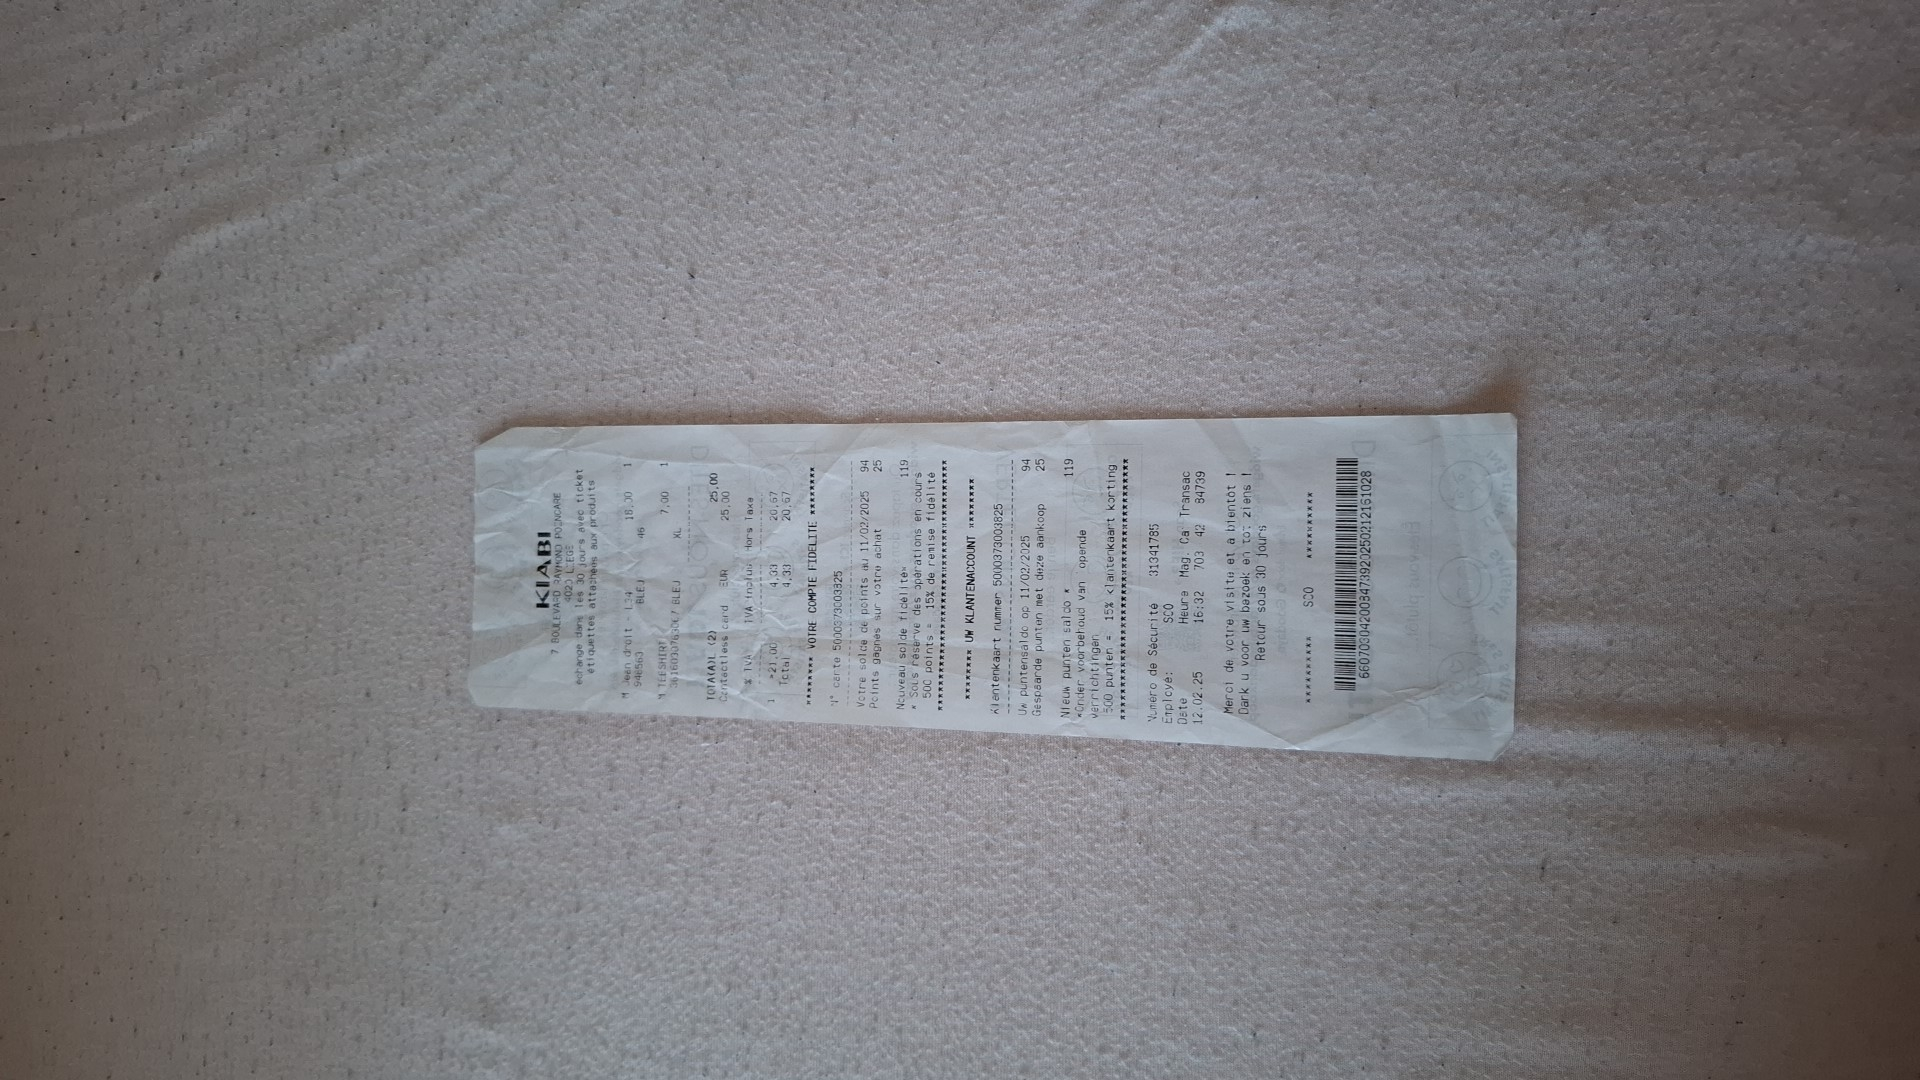 KIABI
7 BOULEVARD RAYMOND POINCARE
4020 LIEGE
échange dans les 30 jours avec ticket
étiquettes attachées aux produits
M Jean droit - L34 18,00 1
946563 BLEU 46
M TEESHIRT 7,00 1
BLEU XL
TOTAAL (2) 25,00
Contactless card EUR 25,00
% TVA TVA Inclus Hors Taxe
1 *21,00 4,33 20,67
Total 4,33 20,67
******* VOTRE COMPTE FIDELITE *******
N° carte 5000373003825
Votre solde de points au 11/02/2025 94
Points gagnés sur votre achat 25
Nouveau solde fidélité* 119
* Sous réserve des opérations en cours
500 points = 15% de remise fidélité
******** UW KLANTENACCOUNT ********
Klantenkaart nummer 5000373003825
Uw puntensaldo op 11/02/2025 94
Gespaarde punten met deze aankoop 25
Nieuw punten saldo * 119
*Onder voorbehoud van opende
verrichtingen
500 punten = 15% klantenkaart korting
Numéro de Sécurité 31341785
Employé: SCO
Date Heure Mag. Ca Transac
12.02.25 16:32 703 42 84739
Merci de votre visite et à bientôt !
Dank u voor uw bezoek en tot ziens !
Retour sous 30 jours
********** SCO **********